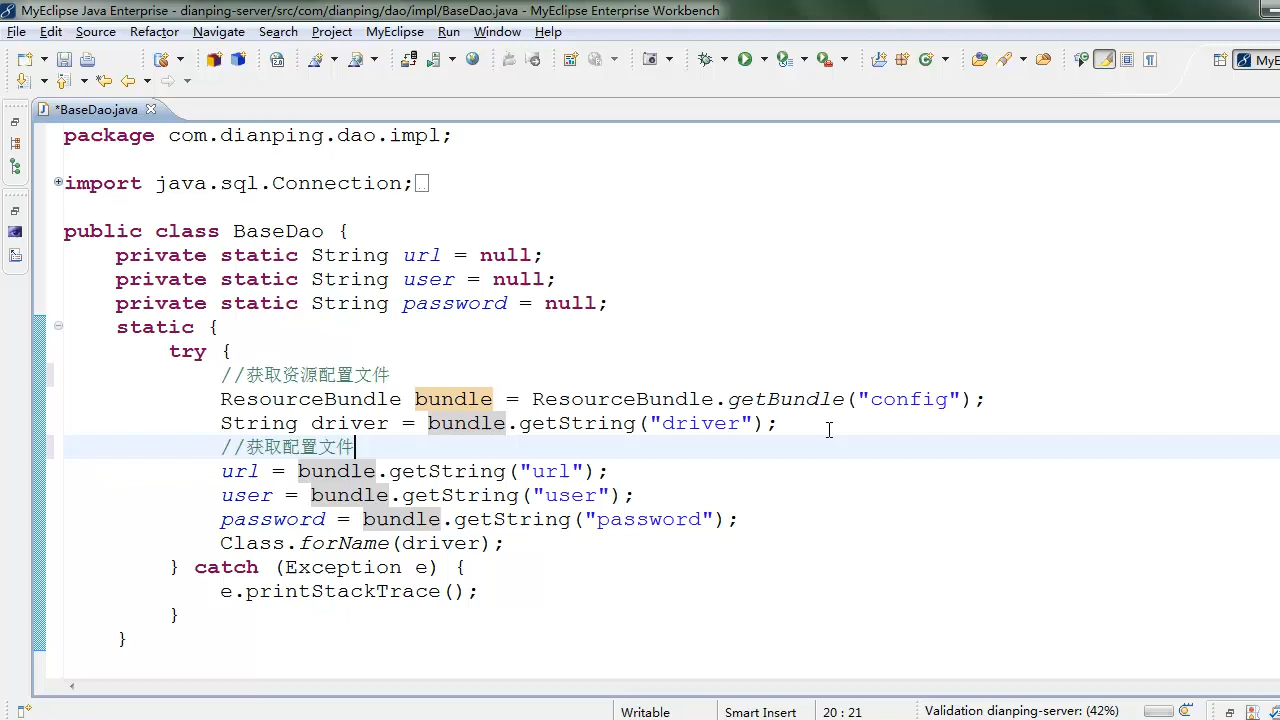 MyEclipse Java Enterprise - dianping-server/src/com/dianping/dao/impl/BaseDao.java - MyEclipse Enterprise Workbench
File Edit Source Refactor Navigate Search Project MyEclipse Run Window Help
MyE
*BaseDao.java
package com.dianping.dao.impl;
import java.sql.Connection;
public class BaseDao {
private static String url = null;
private static String user = null;
private static String password = null;
static {
try {
//获取资源配置文件
ResourceBundle bundle = ResourceBundle.getBundle("config");
String driver = bundle.getString("driver");
//获取配置文件
url = bundle.getString("url");
user = bundle.getString("user");
password = bundle.getString("password");
Class.forName(driver);
} catch (Exception e) {
e.printStackTrace();
}
}
Writable Smart Insert 20 : 21 Validation dianping-server: (42%)